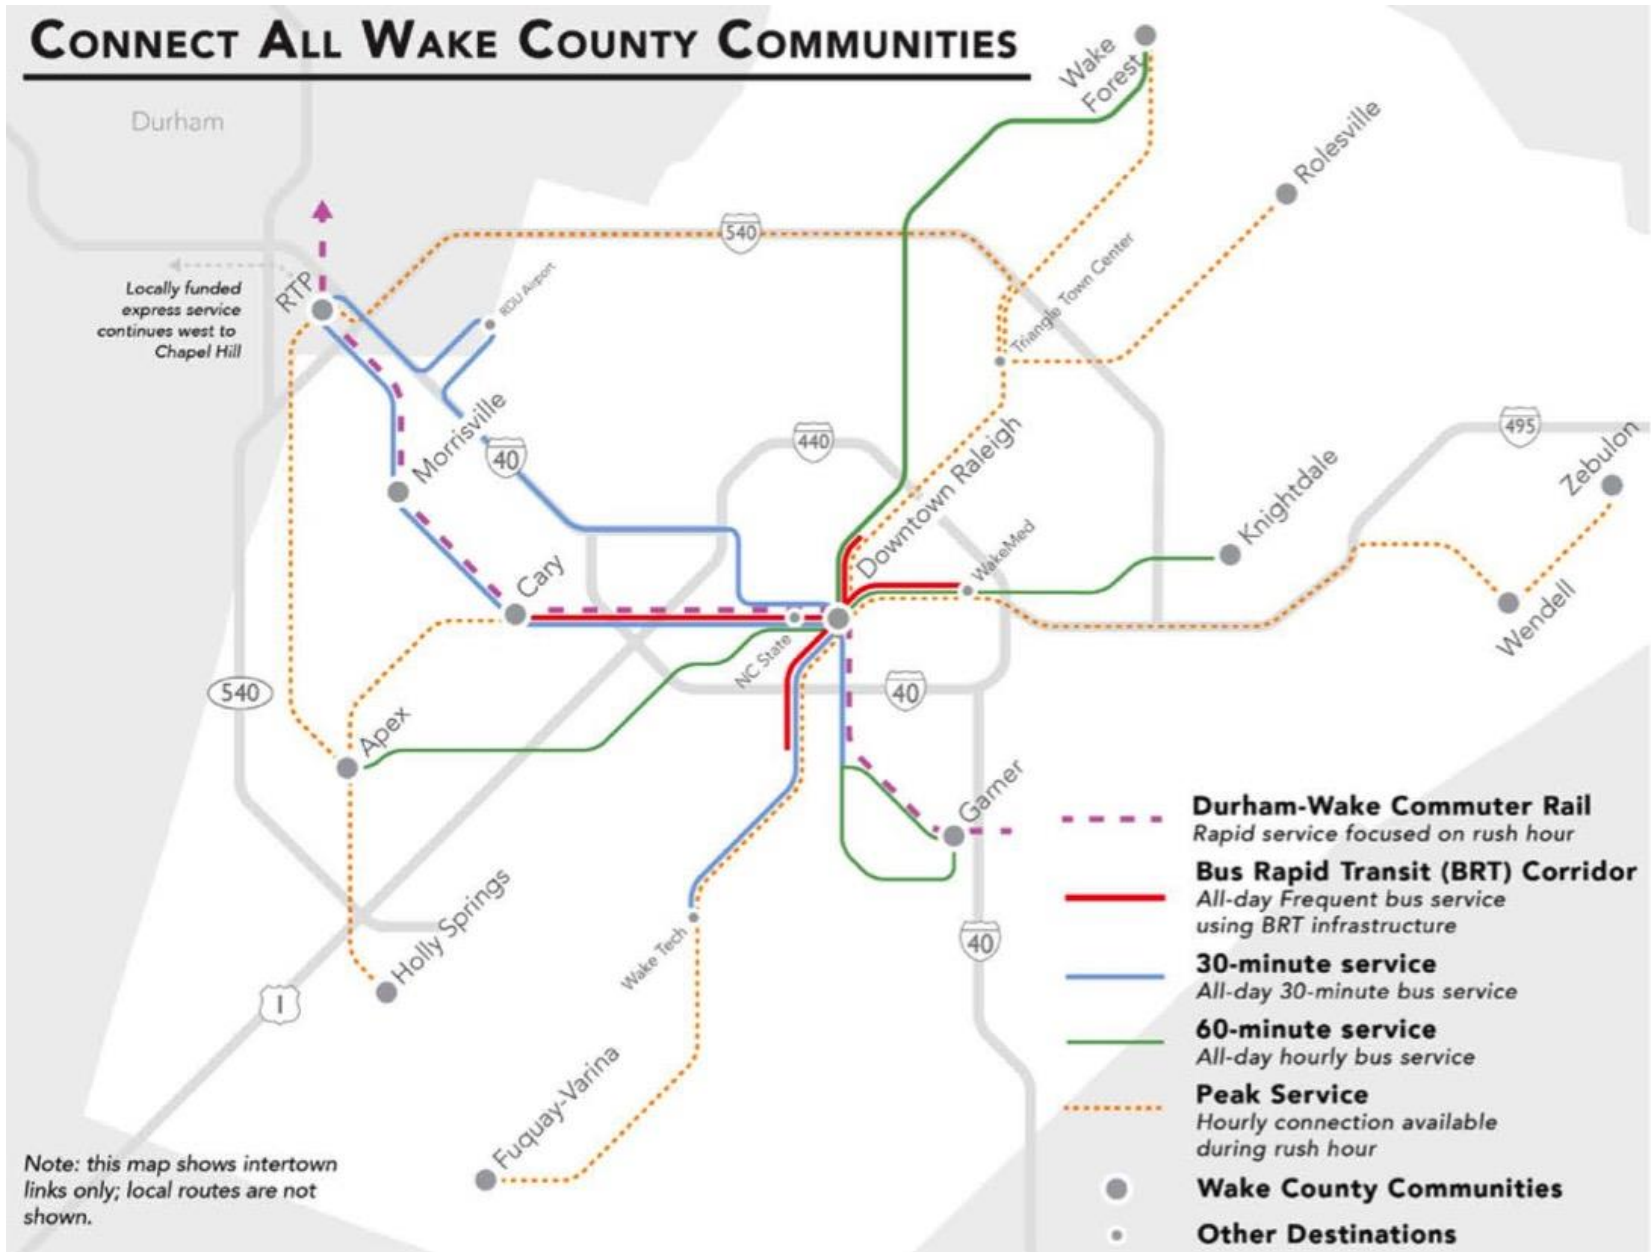 CONNECT ALL WAKE COUNTY COMMUNITIES
Wake
Forest
Durham
Rolesville
540
Triangle Town Center
RTP
RDU Airport
Locally funded
express service
continues west to
Chapel Hill
Morrisville
40
440
Downtown Raleigh
495
Zebulon
Knightdale
WakeMed
Cary
NC State
Wendell
540
40
Apex
Garner
Holly Springs
40
Wake Tech
1
Fuquay-Varina
Durham-Wake Commuter Rail
Rapid service focused on rush hour
Bus Rapid Transit (BRT) Corridor
All-day Frequent bus service
using BRT infrastructure
30-minute service
All-day 30-minute bus service
60-minute service
All-day hourly bus service
Peak Service
Hourly connection available
during rush hour
Wake County Communities
Other Destinations
Note: this map shows intertown
links only; local routes are not
shown.